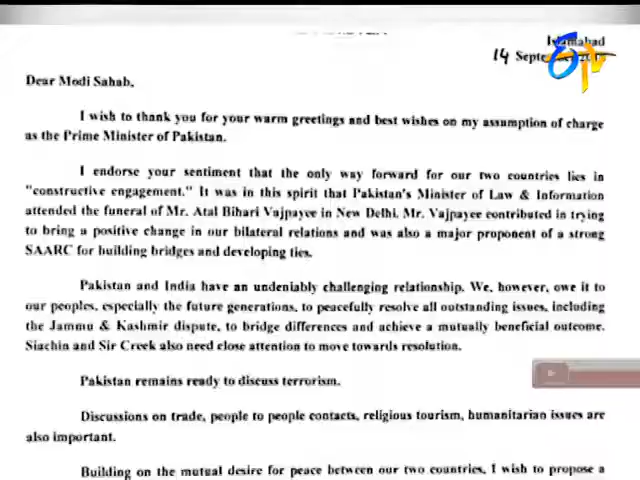 Islamabad
14 September 20
ETV
Dear Modi Sahab,
I wish to thank you for your warm greetings and best wishes on my assumption of charge
as the Prime Minister of Pakistan.
I endorse your sentiment that the only way forward for our two countries lies in
"constructive engagement." It was in this spirit that Pakistan's Minister of Law & Information
attended the funeral of Mr. Atal Bihari Vajpayee in New Delhi. Mr. Vajpayee contributed in trying
to bring a positive change in our bilateral relations and was also a major proponent of a strong
SAARC for building bridges and developing ties.
Pakistan and India have an undeniably challenging relationship. We, however, owe it to
our peoples, especially the future generations, to peacefully resolve all outstanding issues, including
the Jammu & Kashmir dispute, to bridge differences and achieve a mutually beneficial outcome.
Siachin and Sir Creek also need close attention to move towards resolution.
Pakistan remains ready to discuss terrorism.
Discussions on trade, people to people contacts, religious tourism, humanitarian issues are
also important.
Building on the mutual desire for peace between our two countries, I wish to propose a